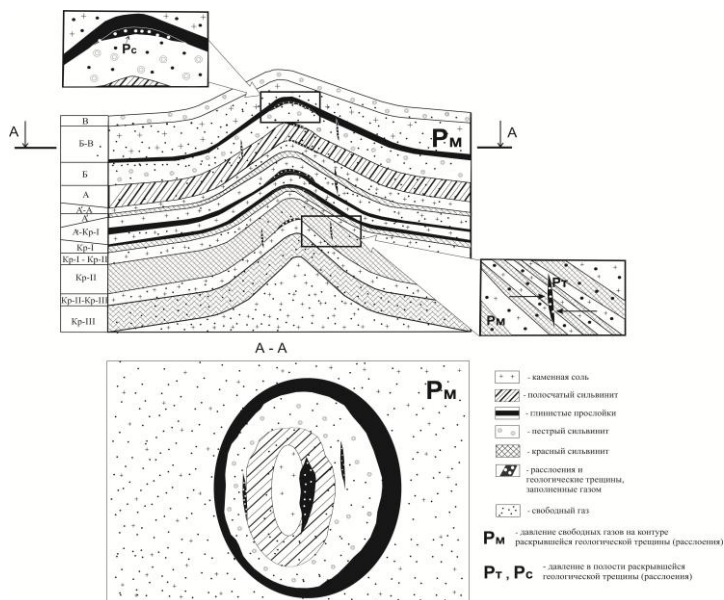 Рс
А
А
Рм
В
Б-В
Б
А
А'-А
А'
А'-Кр-I
Кр-I
Кр-I - Кр-II
Кр-II
Кр-II-Кр-III
Кр-III
Рт
Рм
А - А
Рм
- каменная соль
- полосчатый сильвинит
- глинистые прослойки
- пестрый сильвинит
- красный сильвинит
- расслоения и
геологические трещины,
заполненные газом
- свободный газ
Рм - давление свободных газов на контуре
раскрывшейся геологической трещины (расслоения)
Рт , Рс - давление в полости раскрывшейся
геологической трещины (расслоения)